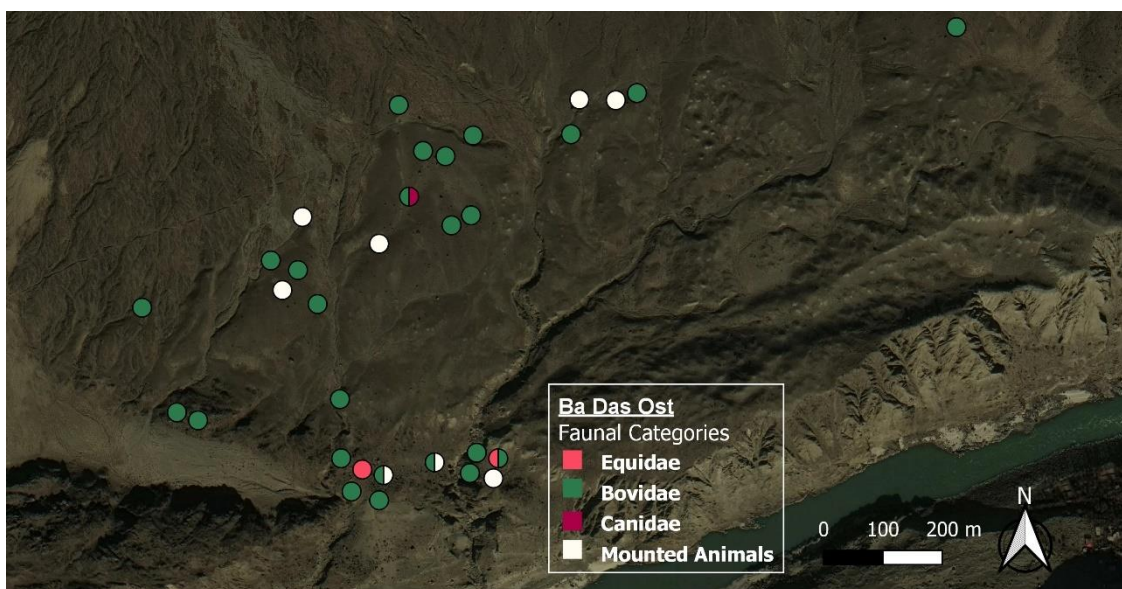 Ba Das Ost
Faunal Categories
Equidae
Bovidae
Canidae
Mounted Animals
0 100 200 m
N